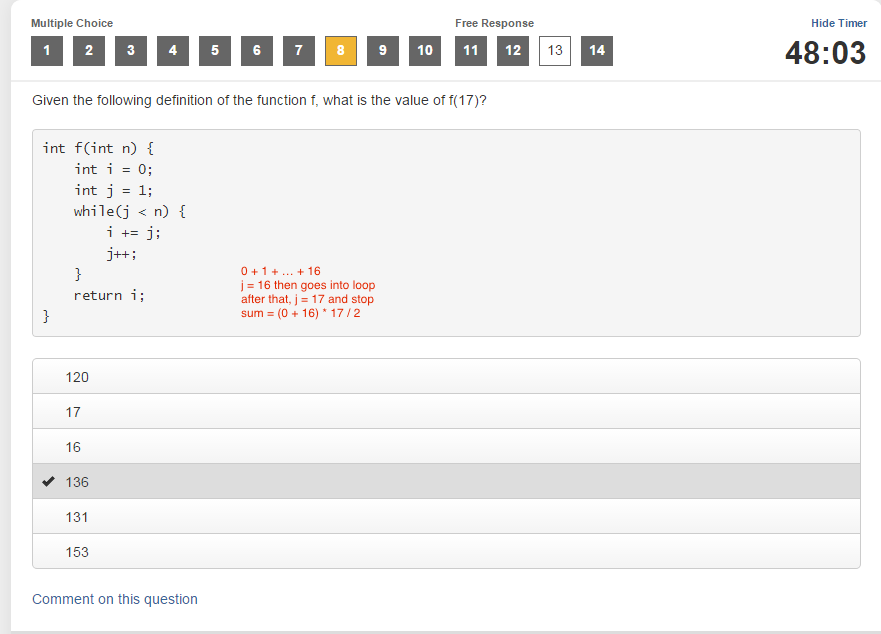 Multiple Choice
Free Response
Hide Timer
1 2 3 4 5 6 7 8 9 10 11 12 13 14
48:03
Given the following definition of the function f, what is the value of f(17)?
int f(int n) {
    int i = 0;
    int j = 1;
    while(j < n) {
        i += j;
        j++;
    }
    return i;
}
0 + 1 + ... + 16
j = 16 then goes into loop
after that, j = 17 and stop
sum = (0 + 16) * 17 / 2
120
17
16
✔ 136
131
153
Comment on this question